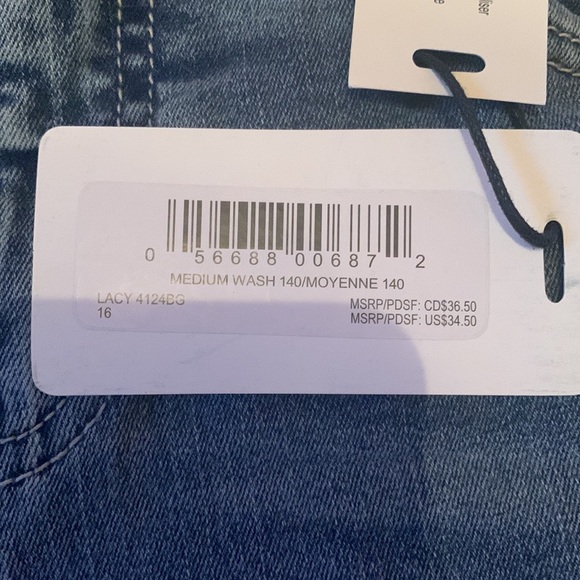 0 56688 00687 2
MEDIUM WASH 140/MOYENNE 140
LACY 4124BG
16
MSRP/PDSF: CD$36.50
MSRP/PDSF: US$34.50